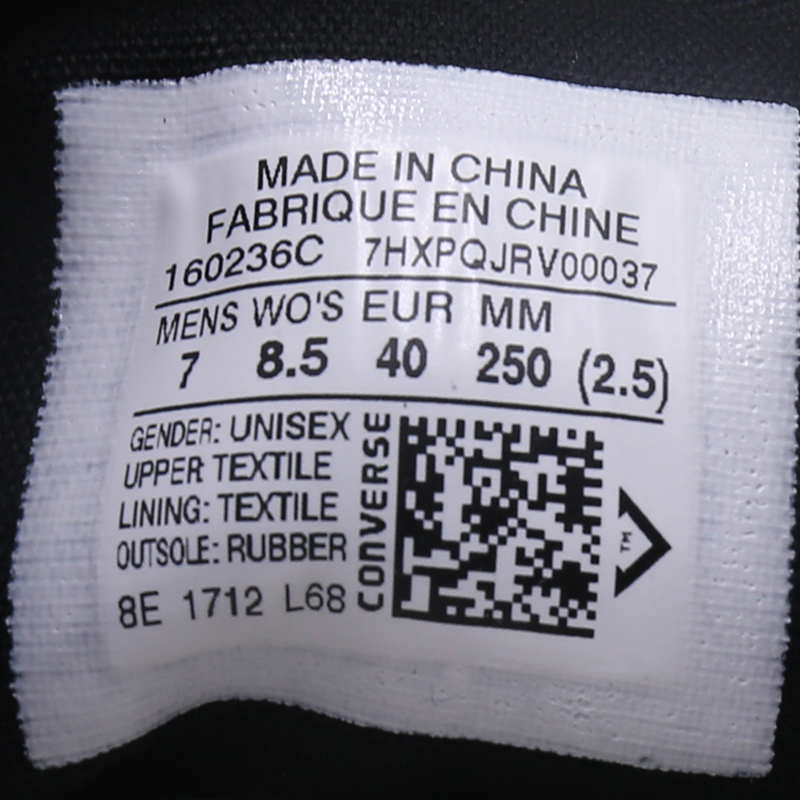 MADE IN CHINA
FABRIQUE EN CHINE
160236C 7HXPQJRV00037
MENS WO'S EUR MM
7 8.5 40 250 (2.5)
GENDER: UNISEX
UPPER TEXTILE
LINING: TEXTILE
OUTSOLE: RUBBER
8E 1712 L68
CONVERSE
TM